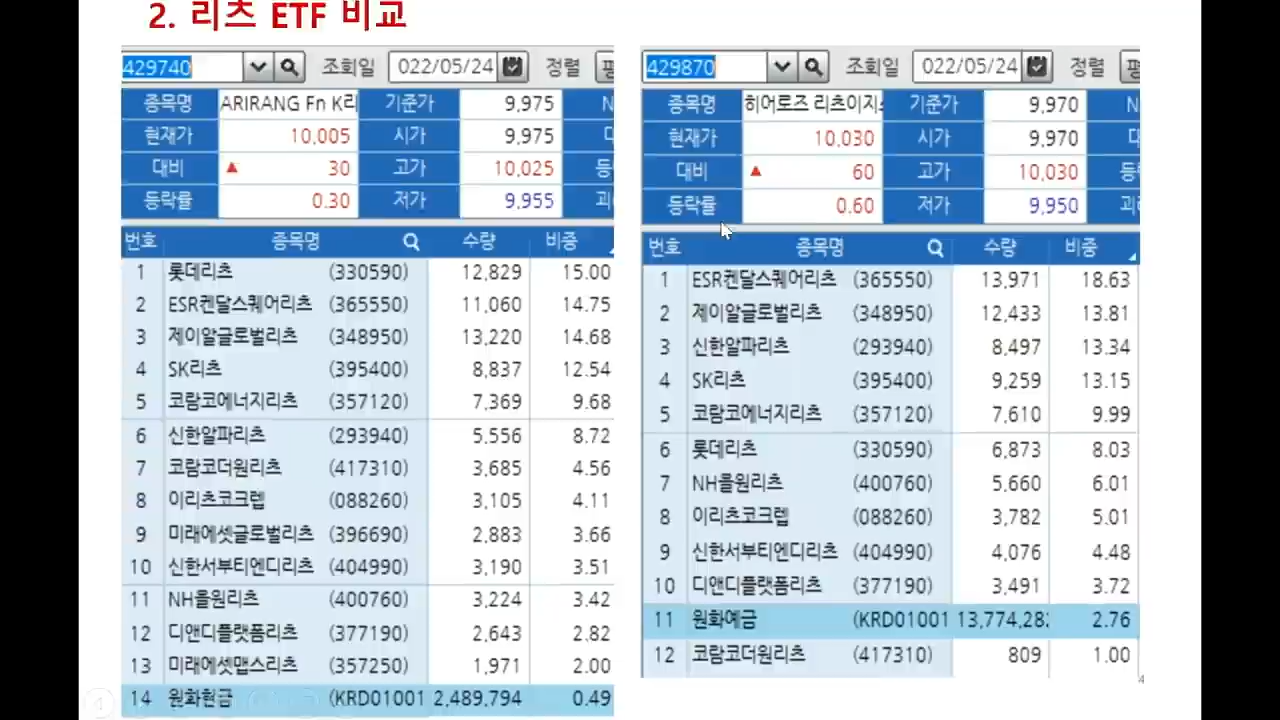 2. 리츠 ETF 비교
429740 조회일 022/05/24 정렬
종목명 ARIRANG Fn K리 기준가 9,975
현재가 10,005 시가 9,975
대비 ▲ 30 고가 10,025
등락률 0.30 저가 9,955
번호 종목명 수량 비중
1 롯데리츠 (330590) 12,829 15.00
2 ESR켄달스퀘어리츠 (365550) 11,060 14.75
3 제이알글로벌리츠 (348950) 13,220 14.68
4 SK리츠 (395400) 8,837 12.54
5 코람코에너지리츠 (357120) 7,369 9.68
6 신한알파리츠 (293940) 5,556 8.72
7 코람코더원리츠 (417310) 3,685 4.56
8 이리츠코크렙 (088260) 3,105 4.11
9 미래에셋글로벌리츠 (396690) 2,883 3.66
10 신한서부티엔디리츠 (404990) 3,190 3.51
11 NH올원리츠 (400760) 3,224 3.42
12 디앤디플랫폼리츠 (377190) 2,643 2.82
13 미래에셋맵스리츠 (357250) 1,971 2.00
14 원화현금 (KRD01001 2,489,794 0.49
429870 조회일 022/05/24 정렬
종목명 히어로즈 리츠이지스 기준가 9,970
현재가 10,030 시가 9,970
대비 ▲ 60 고가 10,030
등락률 0.60 저가 9,950
번호 종목명 수량 비중
1 ESR켄달스퀘어리츠 (365550) 13,971 18.63
2 제이알글로벌리츠 (348950) 12,433 13.81
3 신한알파리츠 (293940) 8,497 13.34
4 SK리츠 (395400) 9,259 13.15
5 코람코에너지리츠 (357120) 7,610 9.99
6 롯데리츠 (330590) 6,873 8.03
7 NH올원리츠 (400760) 5,660 6.01
8 이리츠코크렙 (088260) 3,782 5.01
9 신한서부티엔디리츠 (404990) 4,076 4.48
10 디앤디플랫폼리츠 (377190) 3,491 3.72
11 원화예금 (KRD01001 13,774,28 2.76
12 코람코더원리츠 (417310) 809 1.00
4